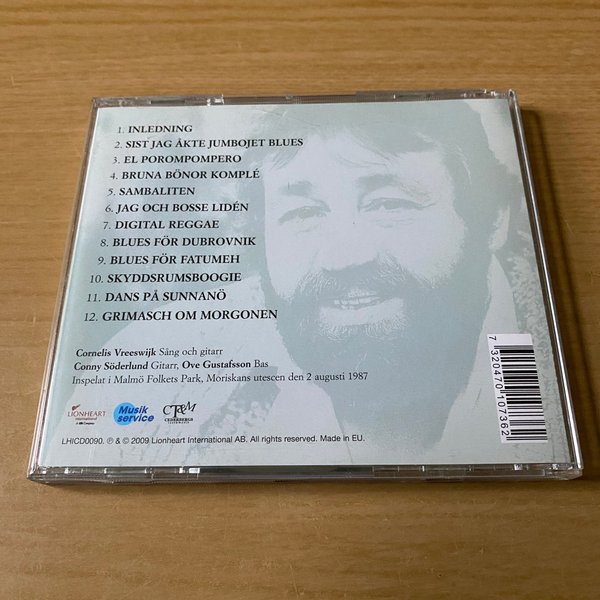 1. INLEDNING
2. SIST JAG ÅKTE JUMBOJET BLUES
3. EL POROMPOMPERO
4. BRUNA BÖNOR KOMPLÉ
5. SAMBALITEN
6. JAG OCH BOSSE LIDÉN
7. DIGITAL REGGAE
8. BLUES FÖR DUBROVNIK
9. BLUES FÖR FATUMEH
10. SKYDDSRUMSBOOGIE
11. DANS PÅ SUNNANÖ
12. GRIMASCH OM MORGONEN
Cornelis Vreeswijk Sång och gitarr
Conny Söderlund Gitarr, Ove Gustafsson Bas
Inspelat i Malmö Folkets Park, Moriskans utescen den 2 augusti 1987
LIONHEART
International
Musik
service
CT&M
LHICD0090. ℗ & © 2009 Lionheart International AB. All rights reserved. Made in EU.
7 320470 107362